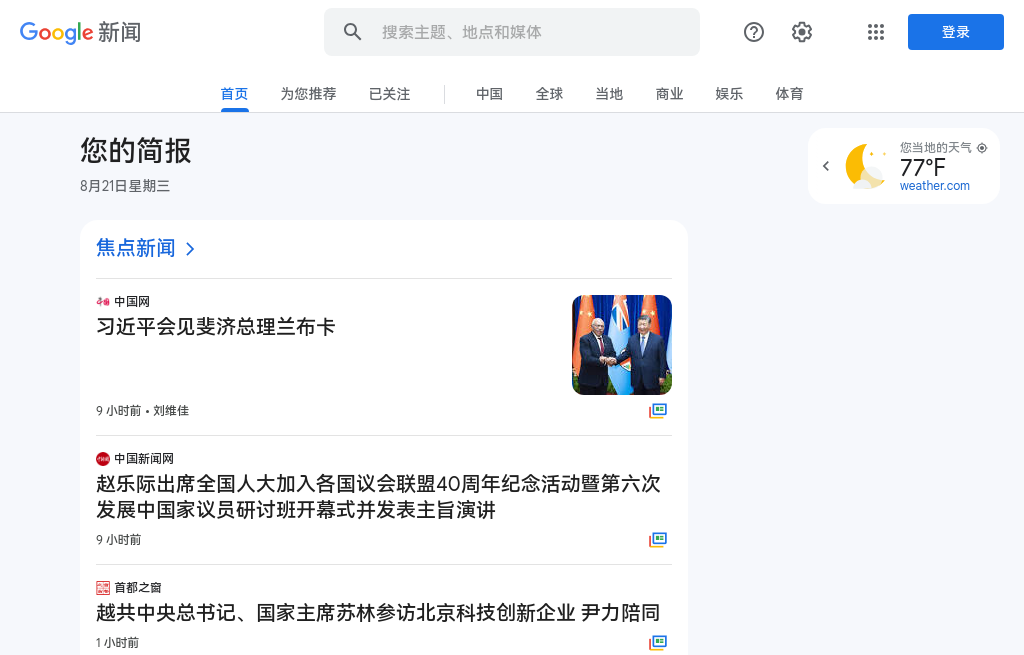 Google 新闻
搜索主题、地点和媒体
登录
首页
为您推荐
已关注
中国
全球
当地
商业
娱乐
体育
您的简报
8月21日星期三
您当地的天气
77°F
weather.com
焦点新闻
中国网
习近平会见斐济总理兰布卡
9 小时前 • 刘维佳
中国新闻网
赵乐际出席全国人大加入各国议会联盟40周年纪念活动暨第六次
发展中国家议员研讨班开幕式并发表主旨演讲
9 小时前
首都之窗
越共中央总书记、国家主席苏林参访北京科技创新企业 尹力陪同
1 小时前